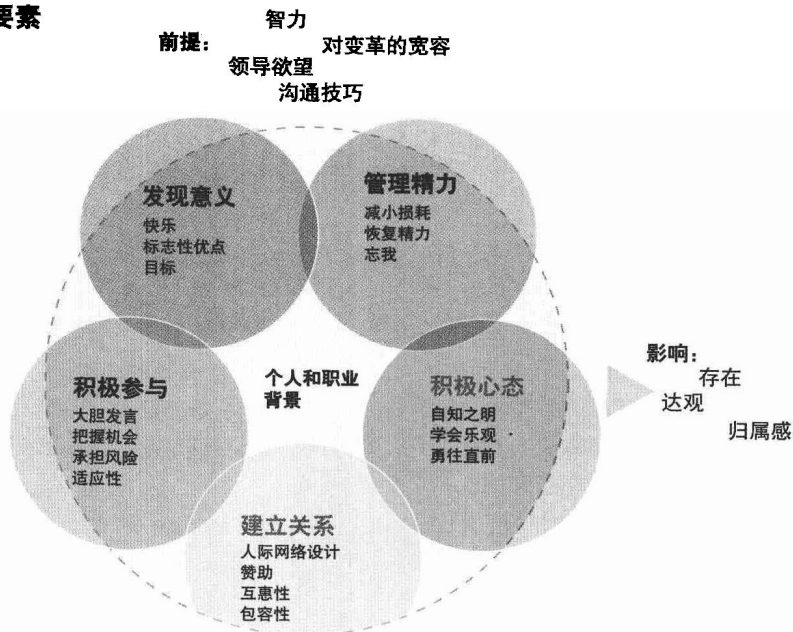 要素
智力
前提：
对变革的宽容
领导欲望
沟通技巧
发现意义
快乐
标志性优点
目标
管理精力
减小损耗
恢复精力
忘我
积极参与
大胆发言
把握机会
承担风险
适应性
个人和职业
背景
积极心态
自知之明
学会乐观
勇往直前
建立关系
人际网络设计
赞助
互惠性
包容性
影响：
存在
达观
归属感